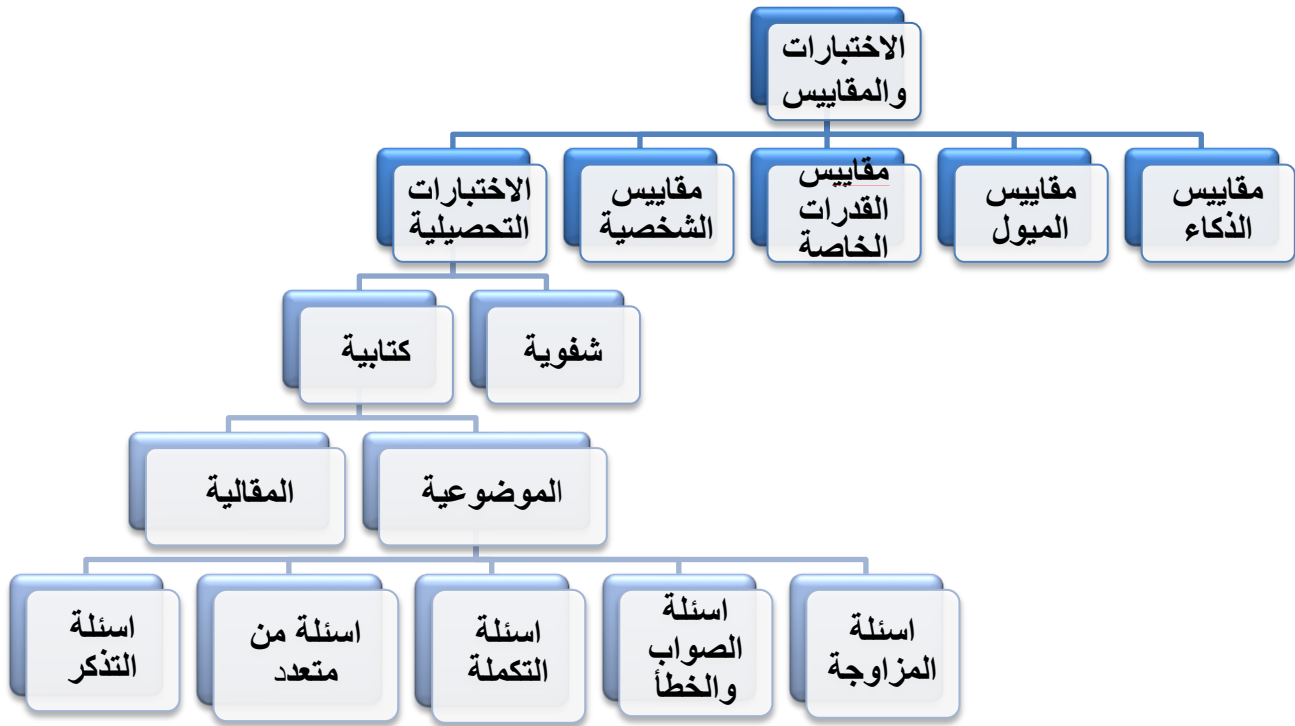 الاختبارات
والمقاييس
مقاييس
الذكاء
مقاييس
الميول
مقاييس
القدرات
الخاصة
مقاييس
الشخصية
الاختبارات
التحصيلية
شفوية
كتابية
الموضوعية
المقالية
اسئلة
المزاوجة
اسئلة
الصواب
والخطأ
اسئلة
التكملة
اسئلة من
متعدد
اسئلة
التذكر